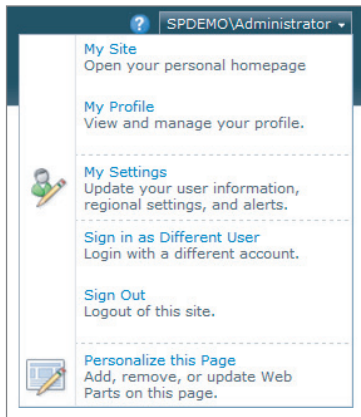 ? SPDEMO\Administrator
My Site
Open your personal homepage
My Profile
View and manage your profile.
My Settings
Update your user information,
regional settings, and alerts.
Sign in as Different User
Login with a different account.
Sign Out
Logout of this site.
Personalize this Page
Add, remove, or update Web
Parts on this page.